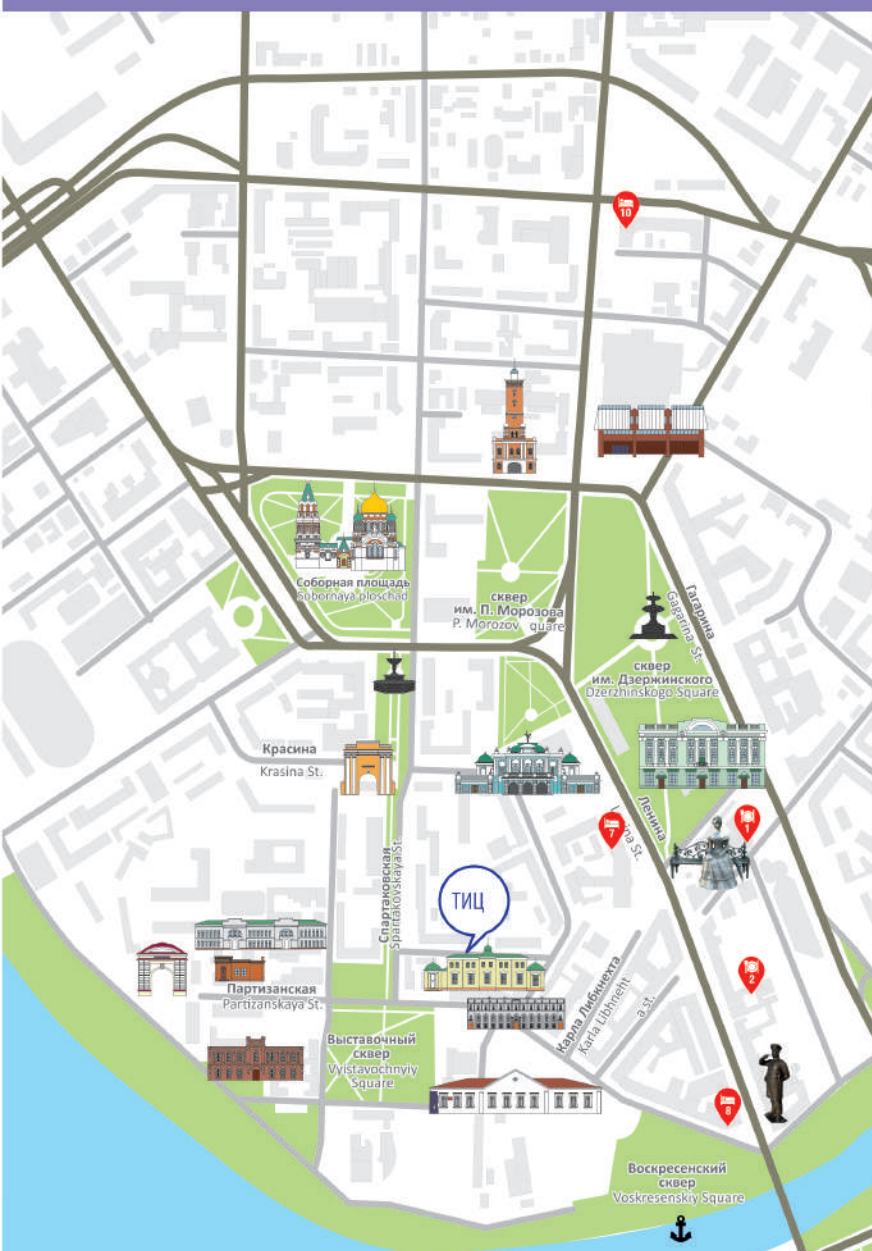 10
Соборная площадь
Sobornaya ploschad
сквер
им. П. Морозова
P. Morozov quare
Гагарина
Gagarina St.
сквер
им. Дзержинского
Dzerzhinskogo Square
Красина
Krasina St.
Ленина
ina St.
7
1
Спартаковская
Spartakovskaya St.
ТИЦ
2
Партизанская
Partizanskaya St.
Карла Либкнехта
Karla Libhneht
a st.
Выставочный
сквер
Vyistavochnyiy
Square
8
Воскресенский
сквер
Voskresenskiy Square